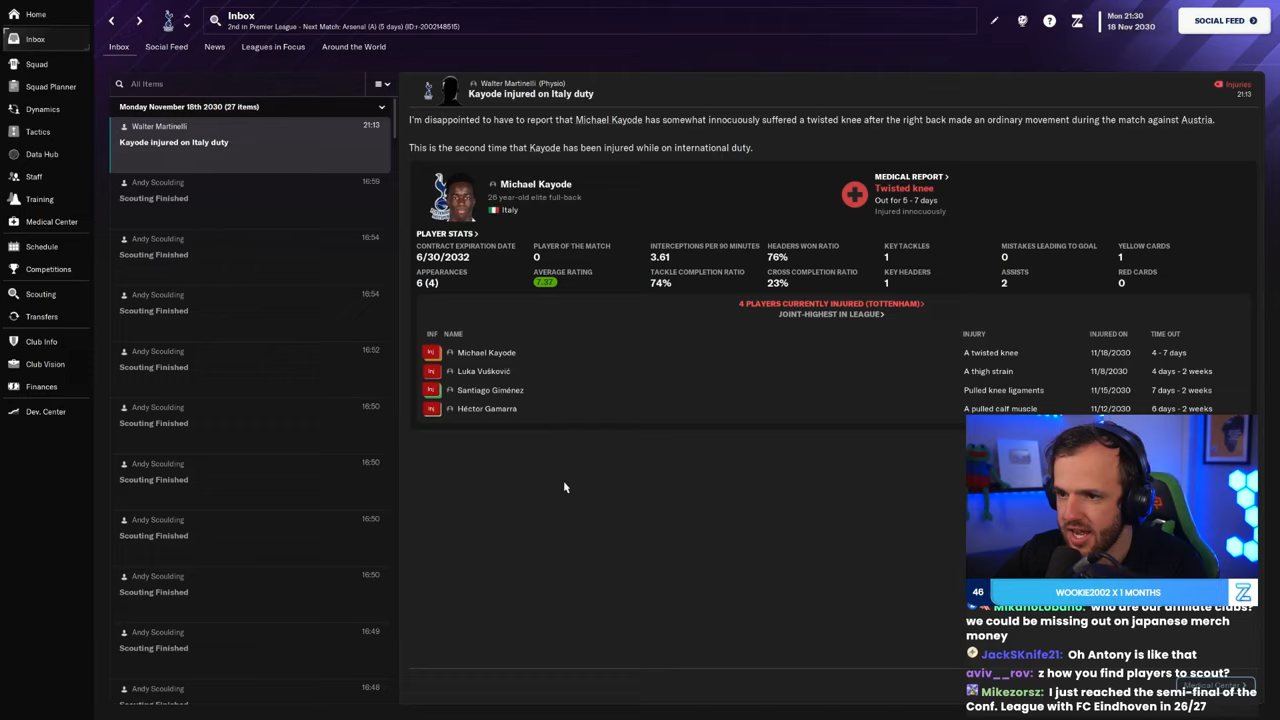 Home
Inbox
Squad
Squad Planner
Dynamics
Tactics
Data Hub
Staff
Training
Medical Center
Schedule
Competitions
Scouting
Transfers
Club Info
Club Vision
Finances
Dev. Center
Inbox
2nd in Premier League - Next Match: Arsenal (A) (5 days) (ID:r-2002148515)
Mon 21:30
18 Nov 2030
SOCIAL FEED
Inbox
Social Feed
News
Leagues in Focus
Around the World
All Items
Monday November 18th 2030 (27 items)
Walter Martinelli 21:13
Kayode injured on Italy duty
Andy Scoulding 16:59
Scouting Finished
Andy Scoulding 16:54
Scouting Finished
Andy Scoulding 16:54
Scouting Finished
Andy Scoulding 16:52
Scouting Finished
Andy Scoulding 16:50
Scouting Finished
Andy Scoulding 16:50
Scouting Finished
Andy Scoulding 16:50
Scouting Finished
Andy Scoulding 16:50
Scouting Finished
Andy Scoulding 16:49
Scouting Finished
Andy Scoulding 16:48
Scouting Finished
Walter Martinelli (Physio)
Kayode injured on Italy duty
Injuries
21:13
I'm disappointed to have to report that Michael Kayode has somewhat innocuously suffered a twisted knee after the right back made an ordinary movement during the match against Austria.
This is the second time that Kayode has been injured while on international duty.
Michael Kayode
26 year-old elite full-back
Italy
MEDICAL REPORT >
Twisted knee
Out for 5 - 7 days
Injured innocuously
PLAYER STATS >
CONTRACT EXPIRATION DATE PLAYER OF THE MATCH INTERCEPTIONS PER 90 MINUTES HEADERS WON RATIO KEY TACKLES MISTAKES LEADING TO GOAL YELLOW CARDS
6/30/2032 0 3.61 76% 1 0 1
APPEARANCES AVERAGE RATING TACKLE COMPLETION RATIO CROSS COMPLETION RATIO KEY HEADERS ASSISTS RED CARDS
6 (4) 7.37 74% 23% 1 2 0
4 PLAYERS CURRENTLY INJURED (TOTTENHAM) >
JOINT-HIGHEST IN LEAGUE >
INF NAME INJURY INJURED ON TIME OUT
Inj Michael Kayode A twisted knee 11/18/2030 4 - 7 days
Inj Luka Vušković A thigh strain 11/8/2030 4 days - 2 weeks
Inj Santiago Giménez Pulled knee ligaments 11/15/2030 7 days - 2 weeks
Inj Héctor Gamarra A pulled calf muscle 11/12/2030 6 days - 2 weeks
46 WOOKIE2002 X 1 MONTHS
MikanoLobano: who are our affiliate clubs?
we could be missing out on japanese merch
money
JackSKnife21: Oh Antony is like that
aviv__rov: z how you find players to scout?
Medical Center >
Mikezorsz: I just reached the semi-final of the
Conf. League with FC Eindhoven in 26/27